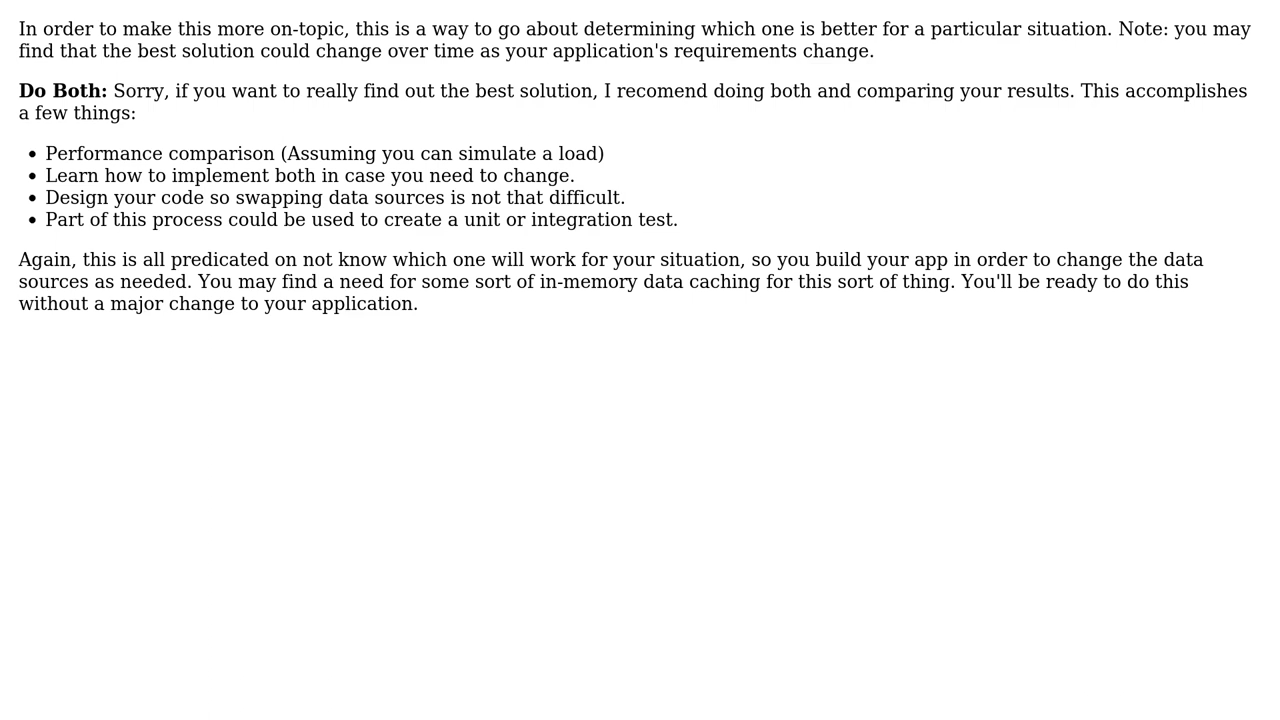 In order to make this more on-topic, this is a way to go about determining which one is better for a particular situation. Note: you may
find that the best solution could change over time as your application's requirements change.
Do Both: Sorry, if you want to really find out the best solution, I recomend doing both and comparing your results. This accomplishes
a few things:
• Performance comparison (Assuming you can simulate a load)
• Learn how to implement both in case you need to change.
• Design your code so swapping data sources is not that difficult.
• Part of this process could be used to create a unit or integration test.
Again, this is all predicated on not know which one will work for your situation, so you build your app in order to change the data
sources as needed. You may find a need for some sort of in-memory data caching for this sort of thing. You'll be ready to do this
without a major change to your application.